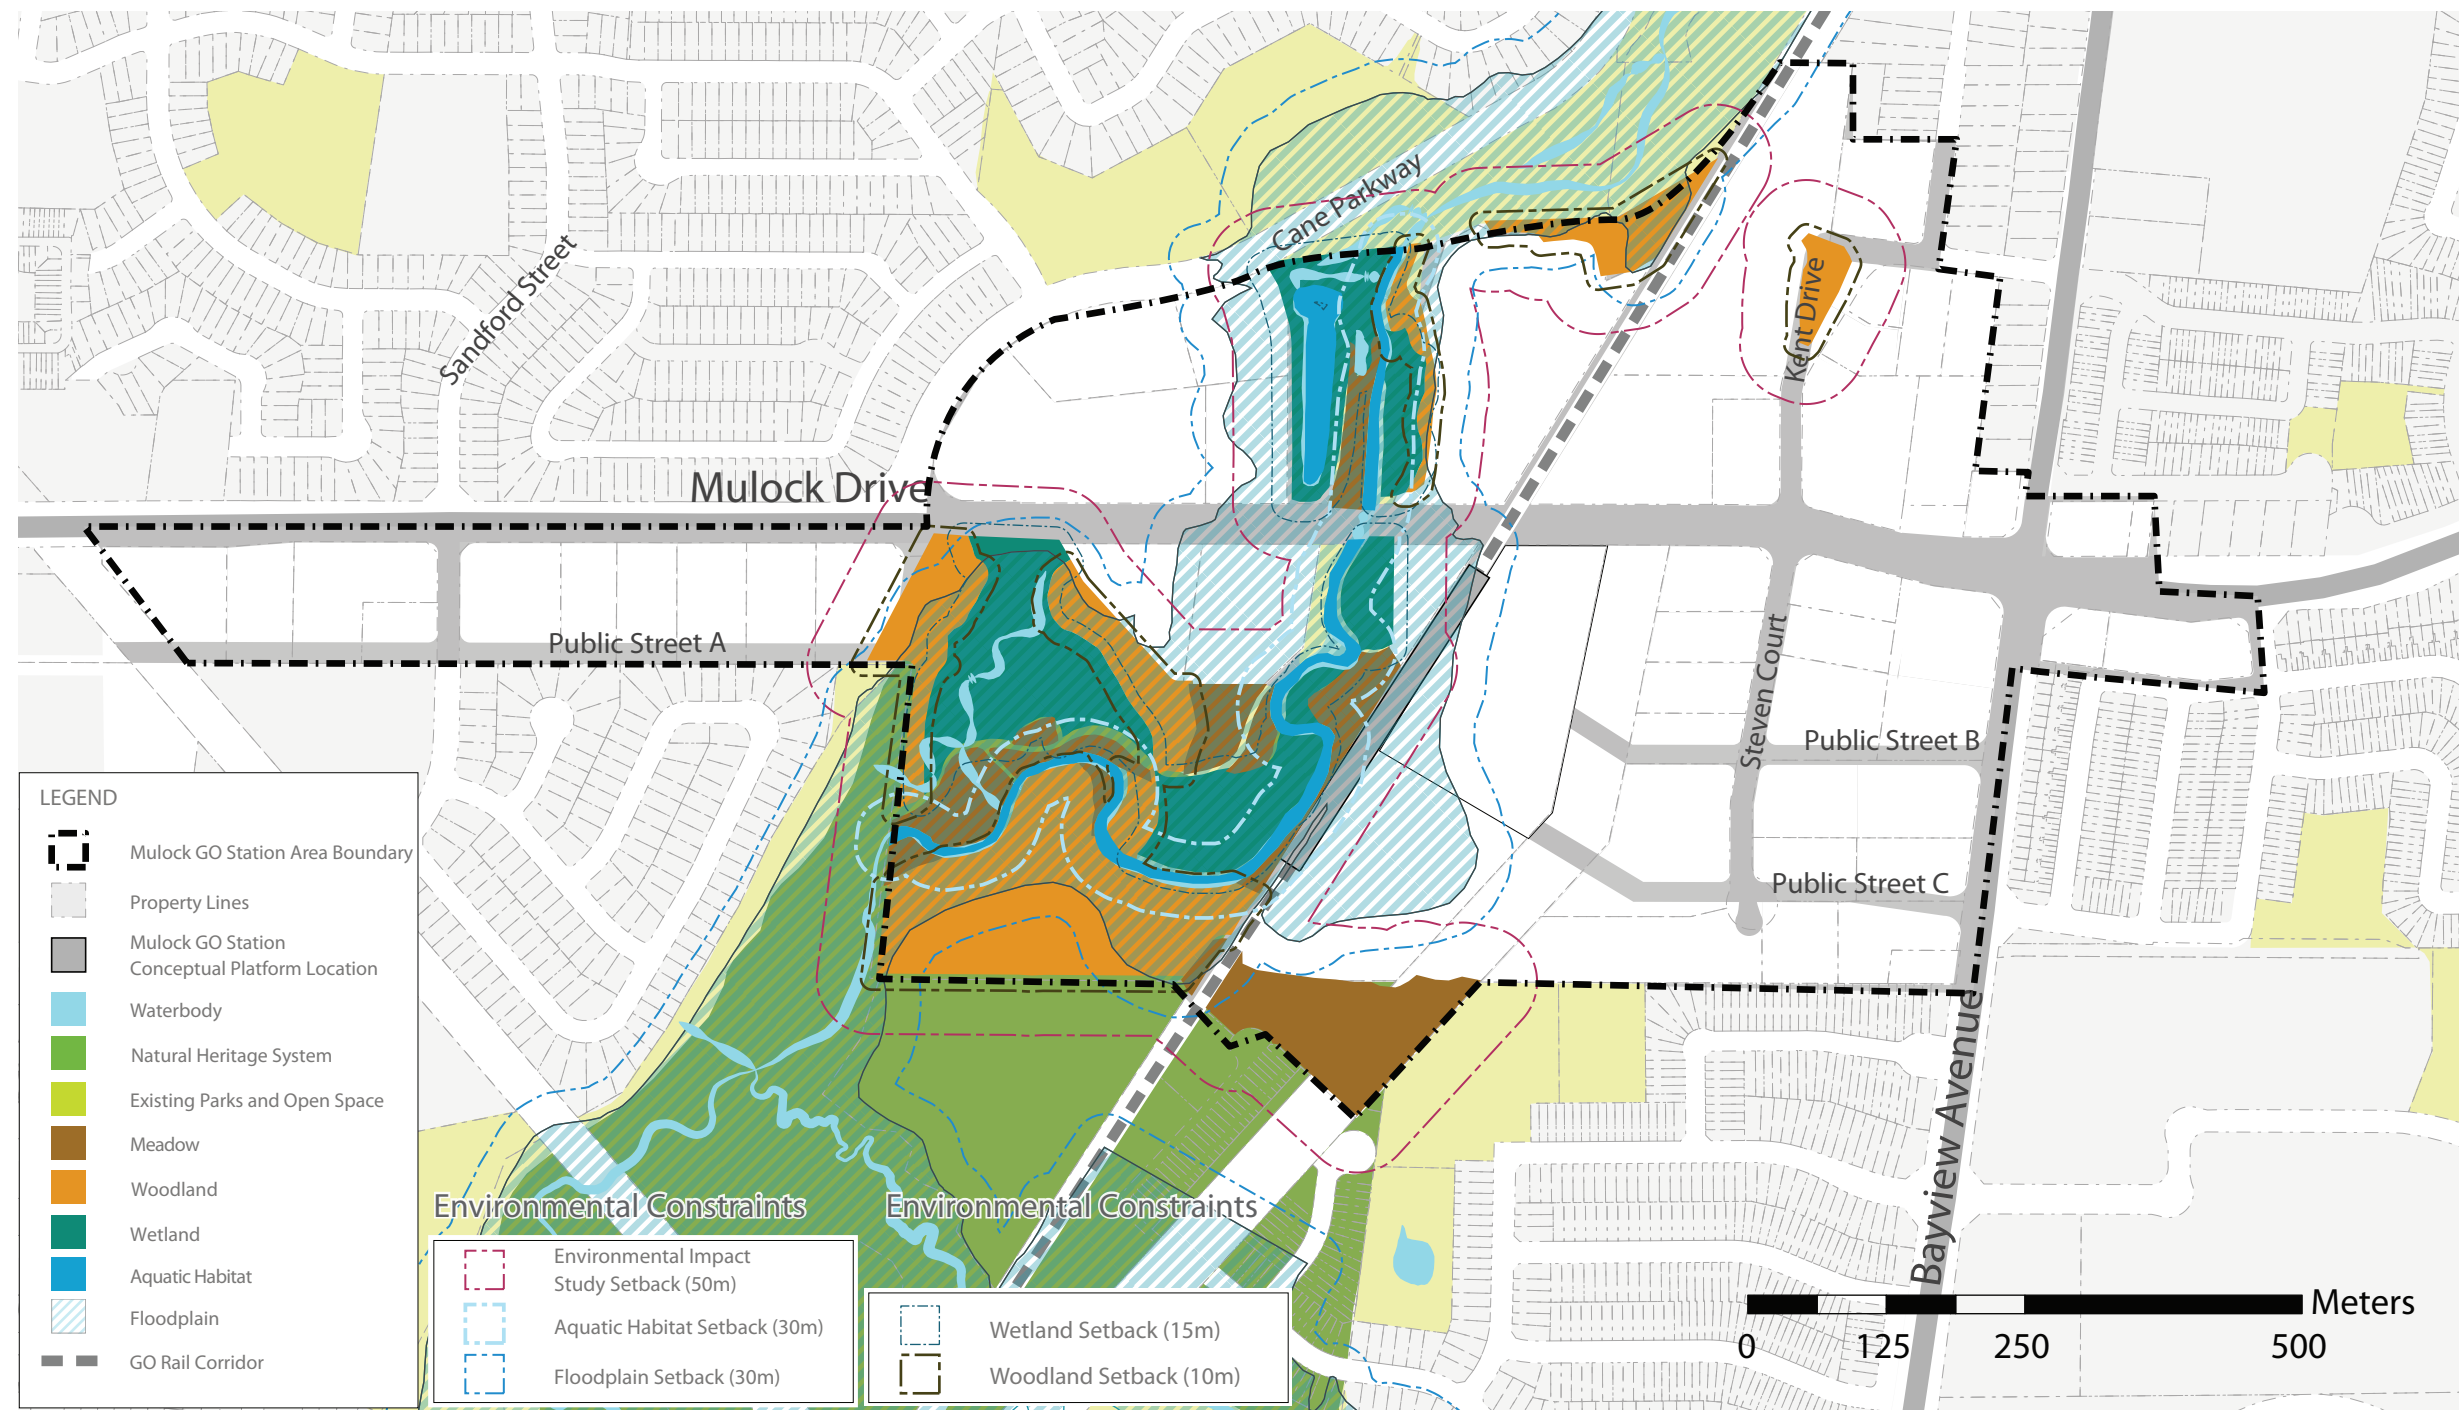 Cane Parkway
Sandford Street
Kent Drive
Mulock Drive
Public Street A
Steven Court
Public Street B
Public Street C
Bayview Avenue
LEGEND
Mulock GO Station Area Boundary
Property Lines
Mulock GO Station
Conceptual Platform Location
Waterbody
Natural Heritage System
Existing Parks and Open Space
Meadow
Woodland
Wetland
Aquatic Habitat
Floodplain
GO Rail Corridor
Environmental Constraints
Environmental Impact
Study Setback (50m)
Aquatic Habitat Setback (30m)
Floodplain Setback (30m)
Environmental Constraints
Wetland Setback (15m)
Woodland Setback (10m)
Meters
0 125 250 500